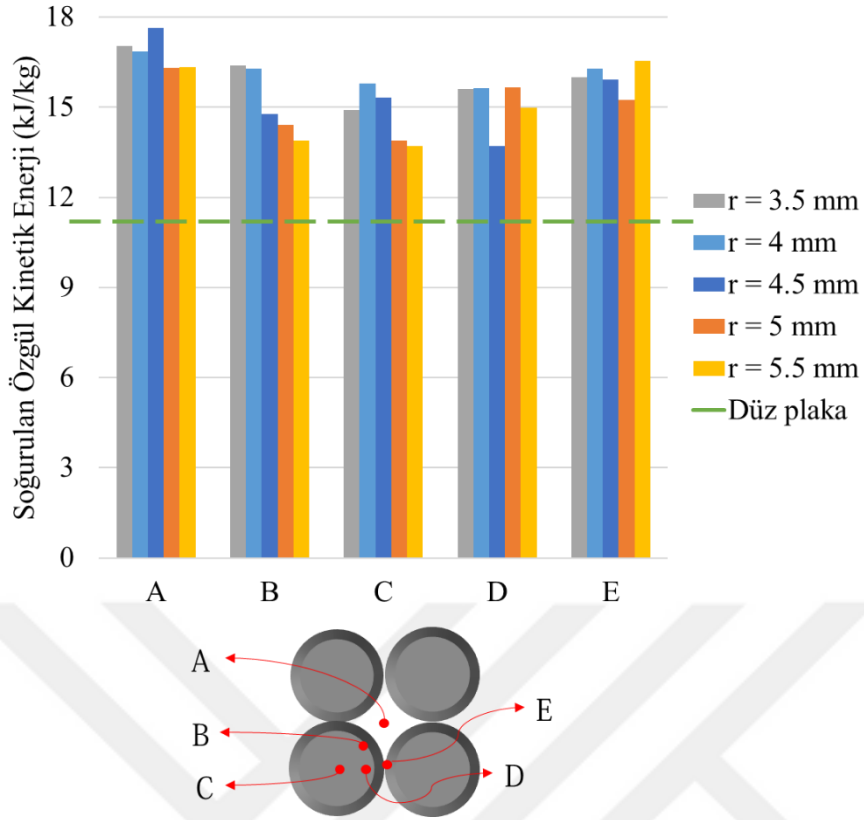 Soğurulan Özgül Kinetik Enerji (kJ/kg)
18
15
12
9
6
3
0
A B C D E
r = 3.5 mm
r = 4 mm
r = 4.5 mm
r = 5 mm
r = 5.5 mm
Düz plaka
A
B
C
E
D